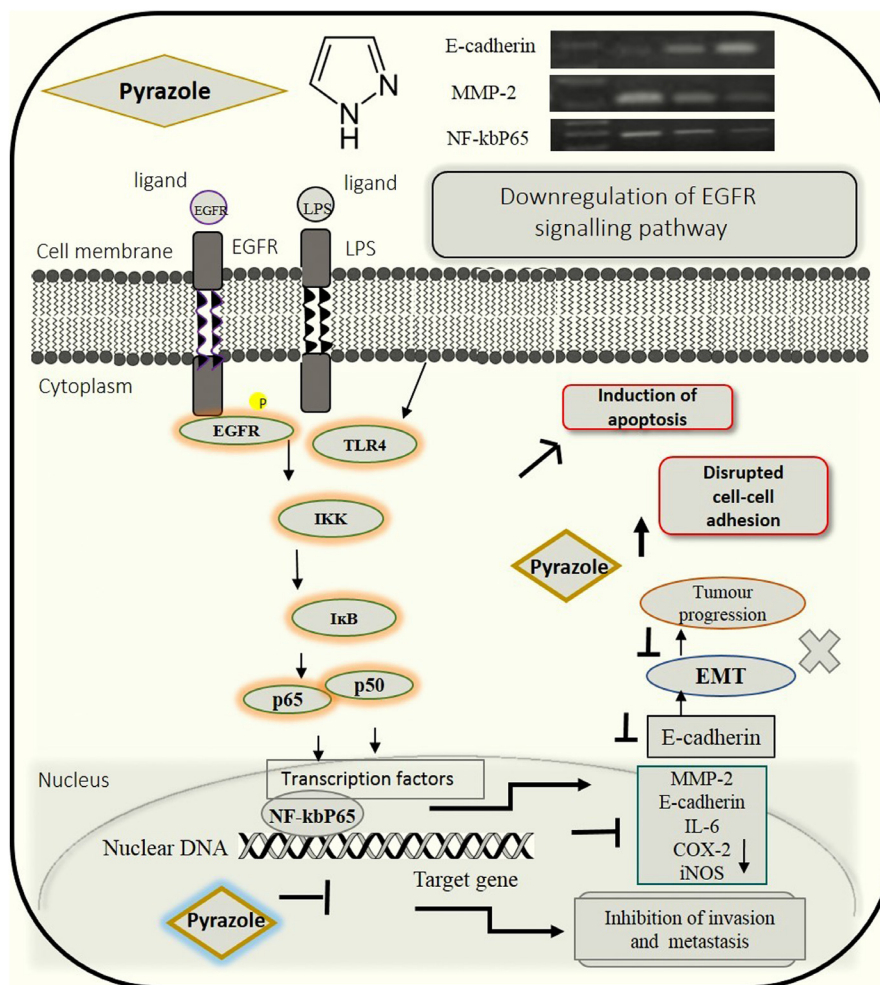 Pyrazole
N
N
H
E-cadherin
MMP-2
NF-kbP65
ligand
ligand
EGFR
LPS
Downregulation of EGFR
signalling pathway
Cell membrane
EGFR
LPS
Cytoplasm
P
EGFR
TLR4
Induction of
apoptosis
Disrupted
cell-cell
adhesion
IKK
Pyrazole
Tumour
progression
IκB
EMT
p65
p50
E-cadherin
Nucleus
Transcription factors
MMP-2
E-cadherin
IL-6
COX-2
iNOS
NF-kbP65
Nuclear DNA
Target gene
Pyrazole
Inhibition of invasion
and metastasis